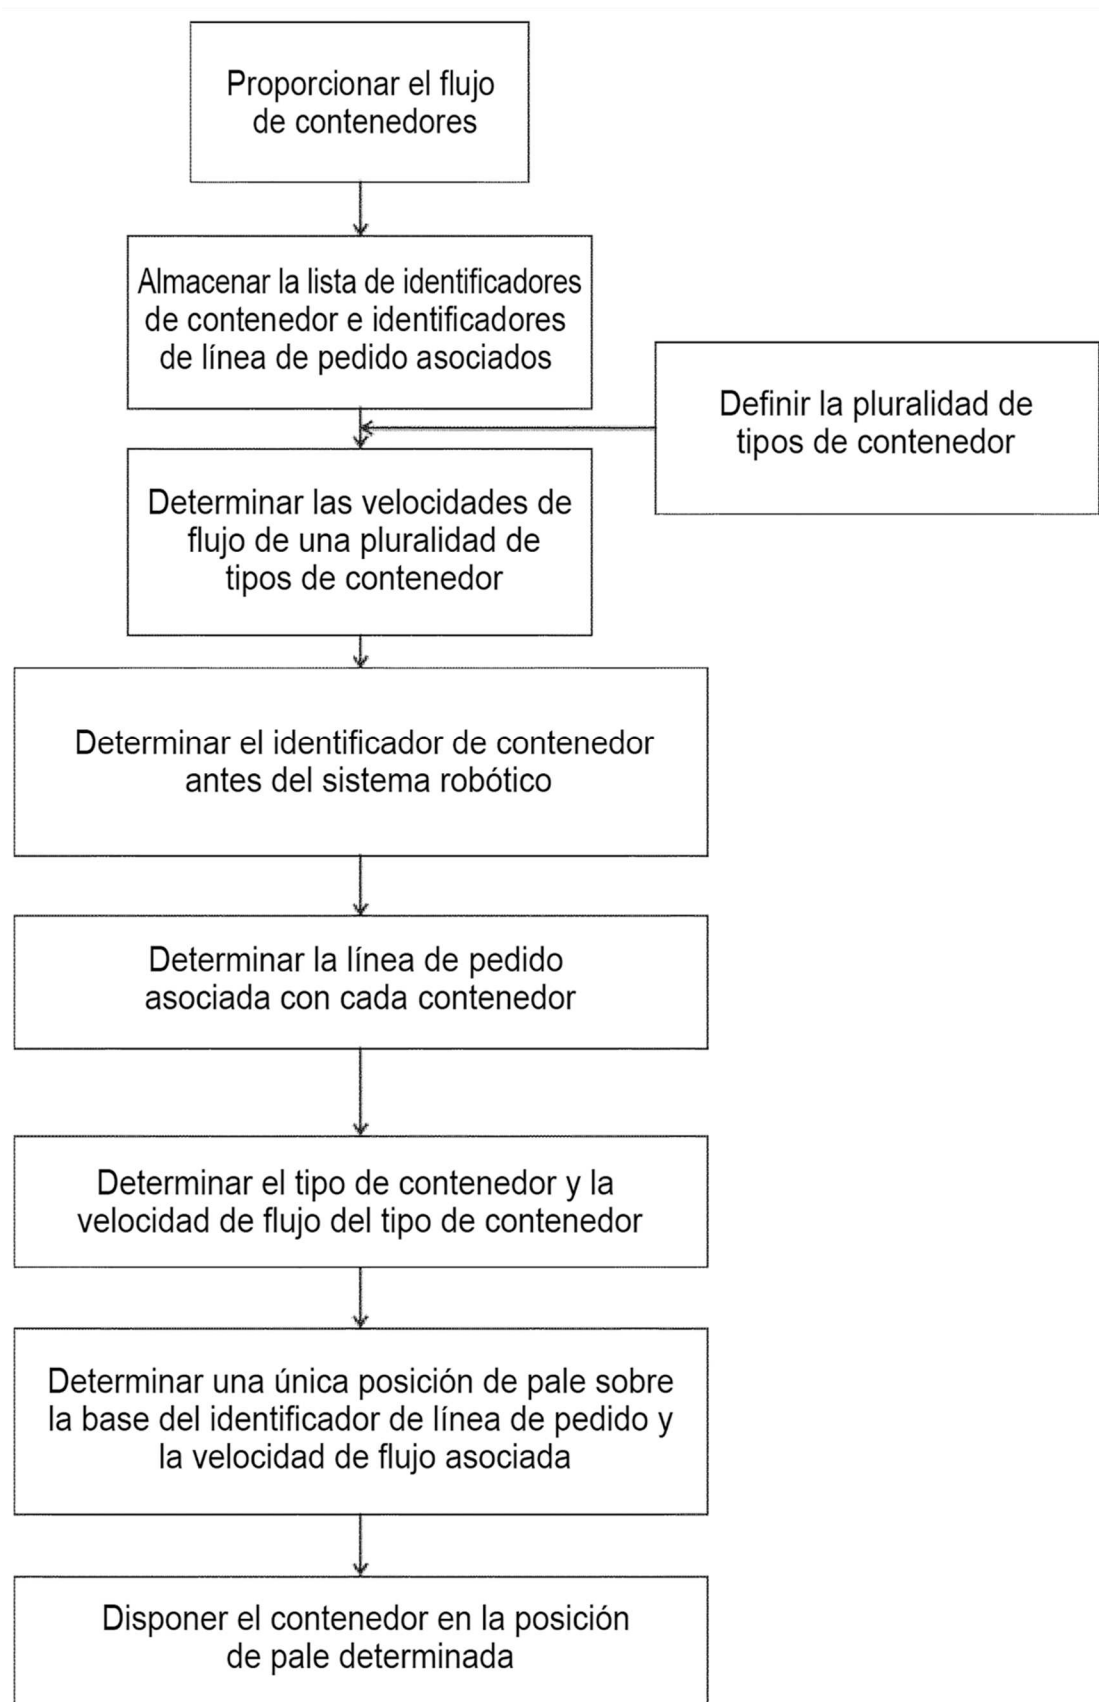 Proporcionar el flujo
de contenedores
Almacenar la lista de identificadores
de contenedor e identificadores
de línea de pedido asociados
Definir la pluralidad de
tipos de contenedor
Determinar las velocidades de
flujo de una pluralidad de
tipos de contenedor
Determinar el identificador de contenedor
antes del sistema robótico
Determinar la línea de pedido
asociada con cada contenedor
Determinar el tipo de contenedor y la
velocidad de flujo del tipo de contenedor
Determinar una única posición de pale sobre
la base del identificador de línea de pedido y
la velocidad de flujo asociada
Disponer el contenedor en la posición
de pale determinada